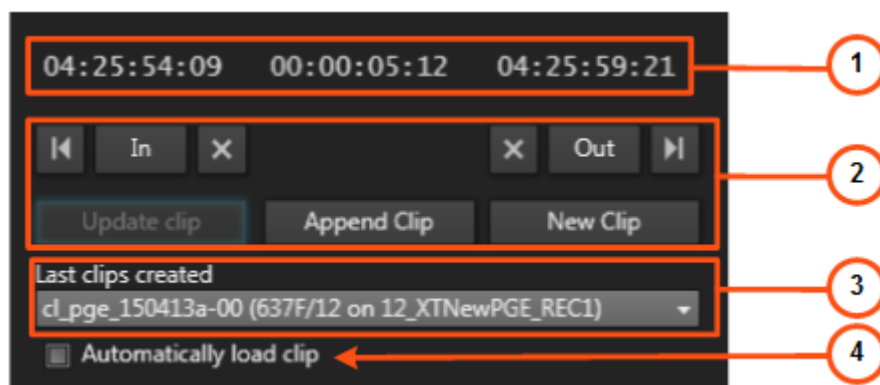 04:25:54:09 00:00:05:12 04:25:59:21 1
In Out 2
Update clip Append Clip New Clip
Last clips created 3
cl_pge_150413a-00 (637F/12 on 12_XTNewPGE_REC1)
Automatically load clip 4